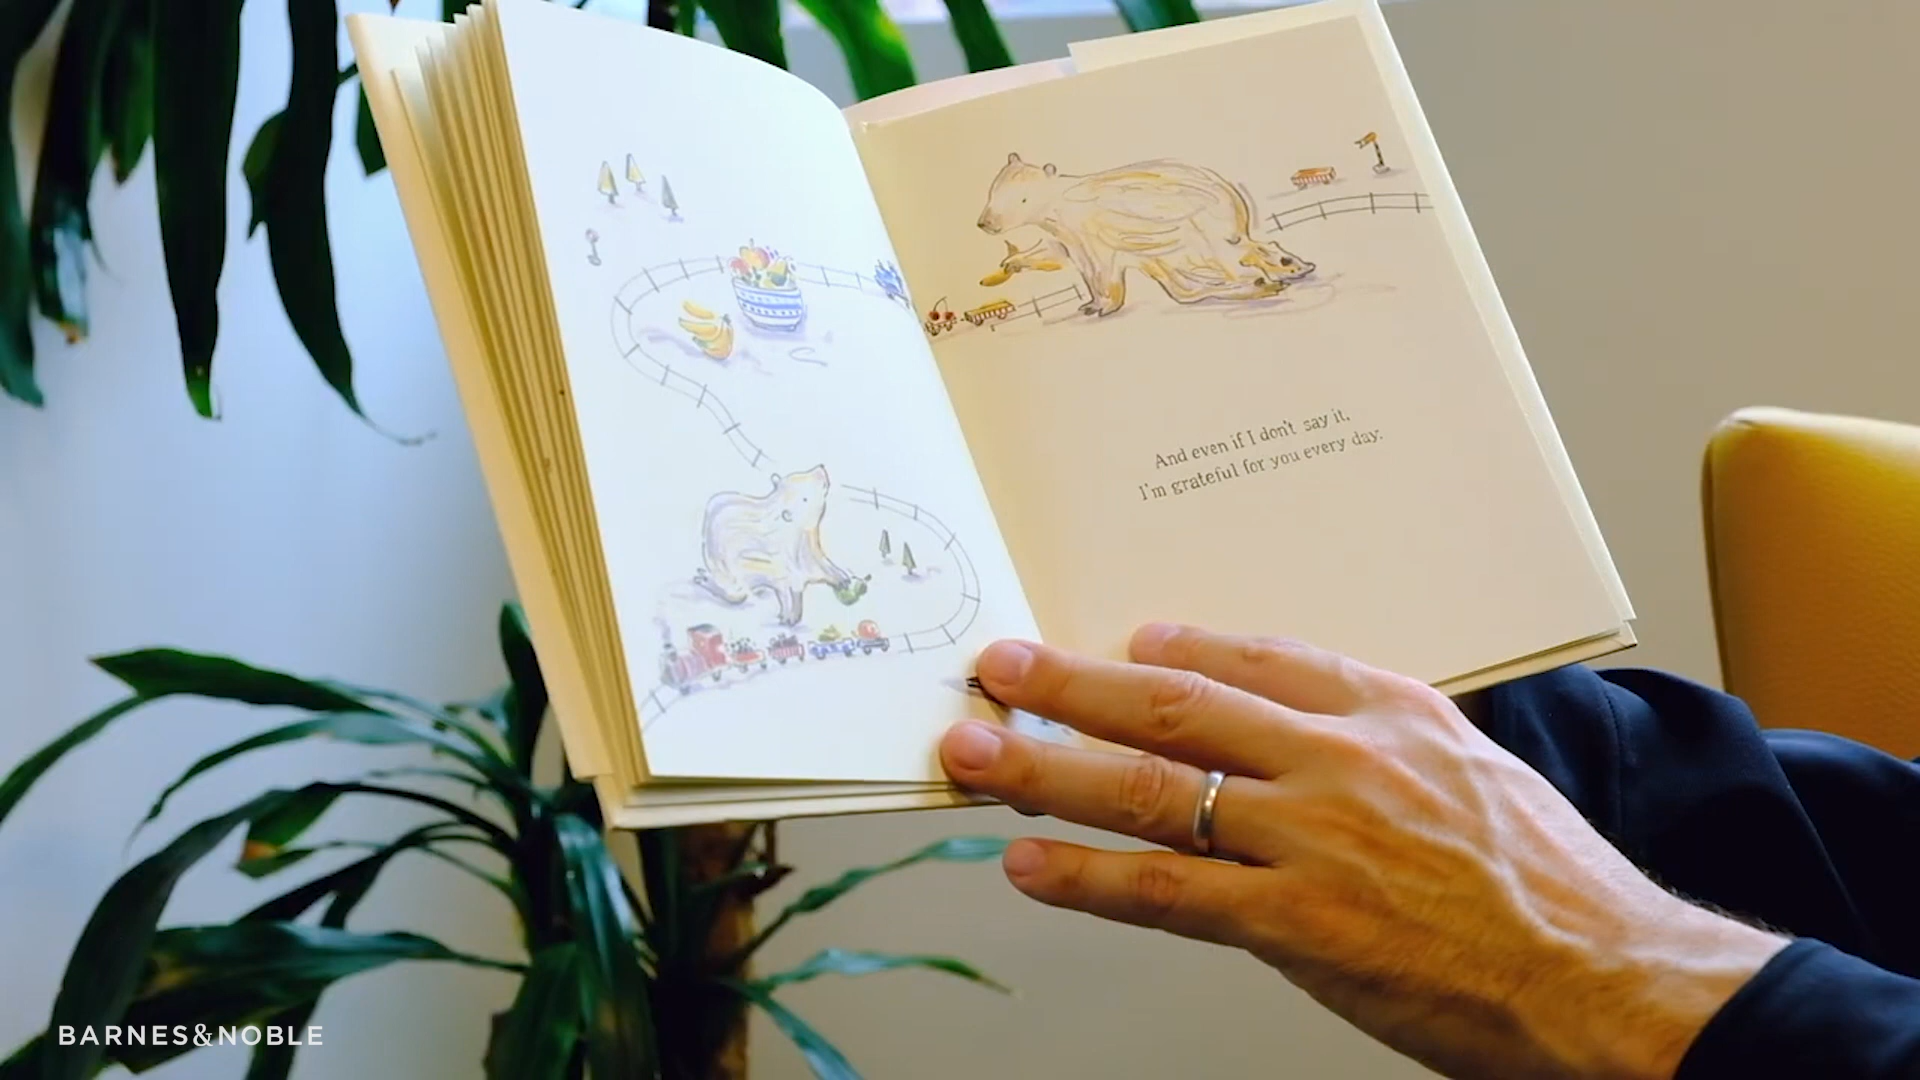 And even if I don't say it,
I'm grateful for you every day.
BARNES&NOBLE